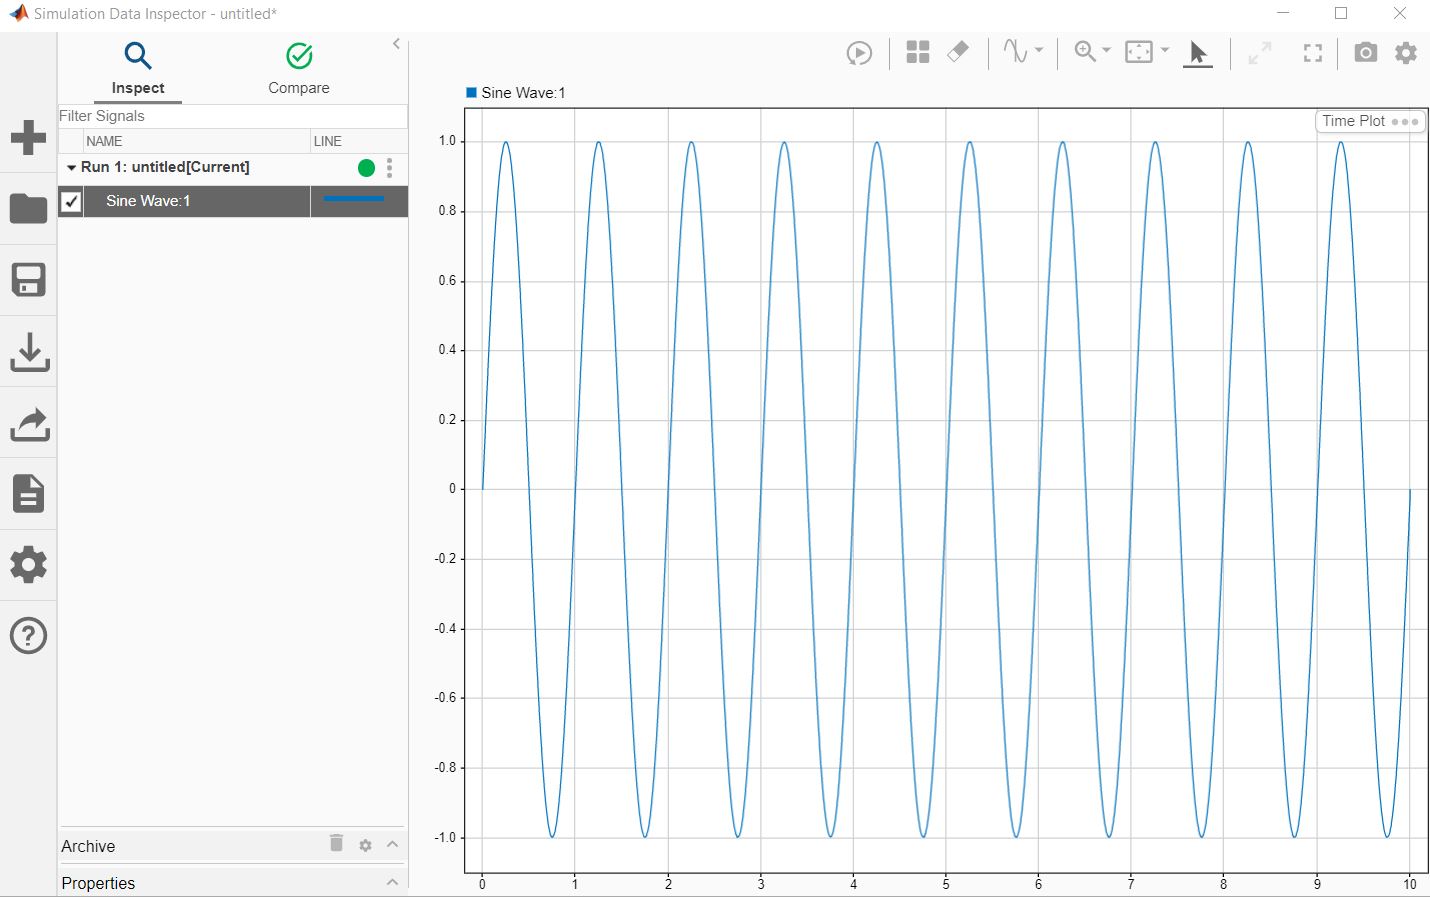 Simulation Data Inspector - untitled*
Inspect
Compare
Filter Signals
NAME
LINE
Run 1: untitled[Current]
Sine Wave:1
Archive
Properties
Sine Wave:1
Time Plot
1.0
0.8
0.6
0.4
0.2
0
-0.2
-0.4
-0.6
-0.8
-1.0
0 1 2 3 4 5 6 7 8 9 10